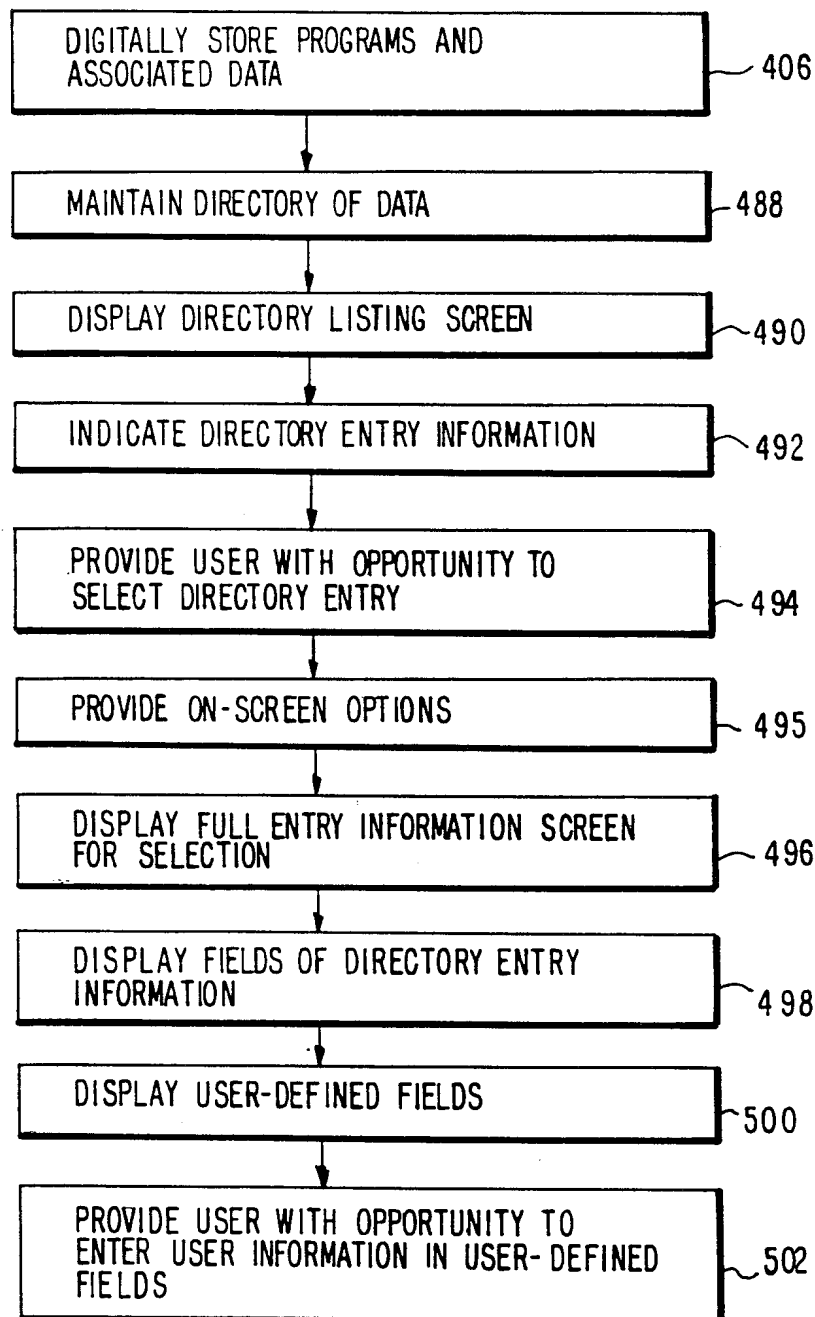 DIGITALLY STORE PROGRAMS AND
ASSOCIATED DATA
406
MAINTAIN DIRECTORY OF DATA
488
DISPLAY DIRECTORY LISTING SCREEN
490
INDICATE DIRECTORY ENTRY INFORMATION
492
PROVIDE USER WITH OPPORTUNITY TO
SELECT DIRECTORY ENTRY
494
PROVIDE ON-SCREEN OPTIONS
495
DISPLAY FULL ENTRY INFORMATION SCREEN
FOR SELECTION
496
DISPLAY FIELDS OF DIRECTORY ENTRY
INFORMATION
498
DISPLAY USER-DEFINED FIELDS
500
PROVIDE USER WITH OPPORTUNITY TO
ENTER USER INFORMATION IN USER-DEFINED
FIELDS
502